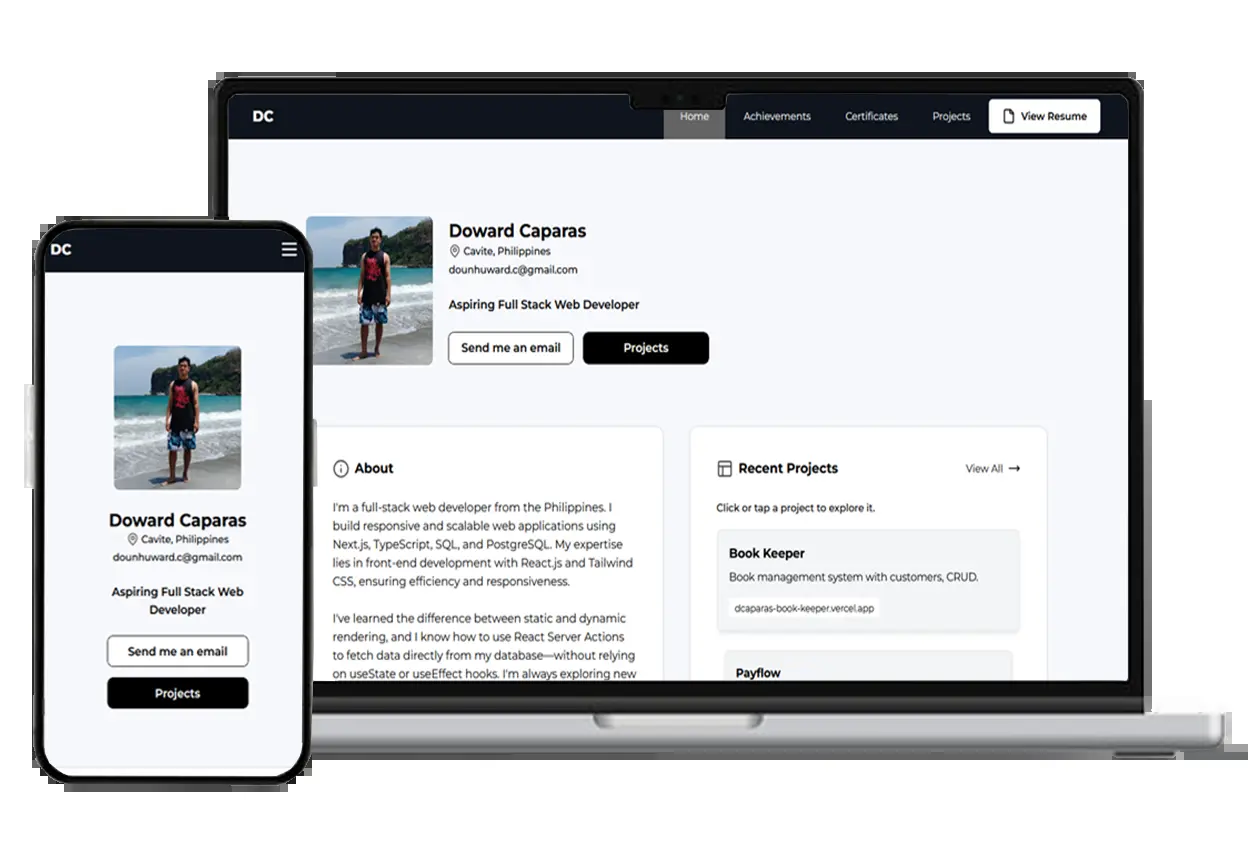 DC
Home
Achievements
Certificates
Projects
View Resume
Doward Caparas
Cavite, Philippines
dounhuward.c@gmail.com
Aspiring Full Stack Web Developer
Send me an email
Projects
About
I'm a full-stack web developer from the Philippines. I
build responsive and scalable web applications using
Next.js, TypeScript, SQL, and PostgreSQL. My expertise
lies in front-end development with React.js and Tailwind
CSS, ensuring efficiency and responsiveness.
I've learned the difference between static and dynamic
rendering, and I know how to use React Server Actions
to fetch data directly from my database—without relying
on useState or useEffect hooks. I'm always exploring new
Recent Projects
View All →
Click or tap a project to explore it.
Book Keeper
Book management system with customers, CRUD.
dcaparas-book-keeper.vercel.app
Payflow
DC
Doward Caparas
Cavite, Philippines
dounhuward.c@gmail.com
Aspiring Full Stack Web
Developer
Send me an email
Projects